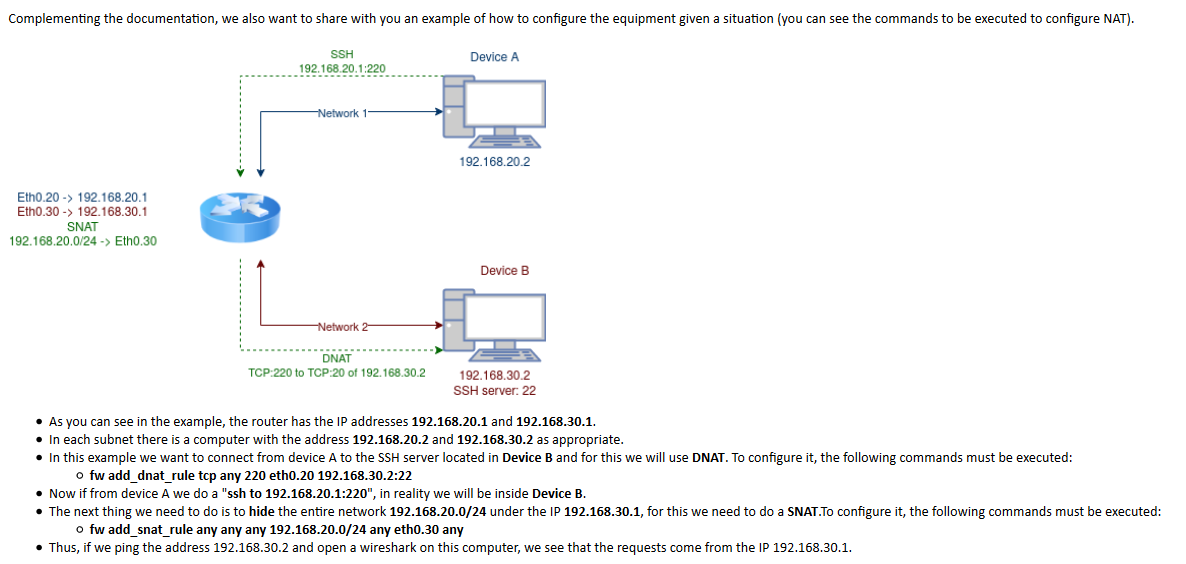 Complementing the documentation, we also want to share with you an example of how to configure the equipment given a situation (you can see the commands to be executed to configure NAT).
SSH
192.168.20.1:220
Device A
Network 1
192.168.20.2
Eth0.20 -> 192.168.20.1
Eth0.30 -> 192.168.30.1
SNAT
192.168.20.0/24 -> Eth0.30
Device B
Network 2
DNAT
TCP:220 to TCP:20 of 192.168.30.2
192.168.30.2
SSH server: 22
• As you can see in the example, the router has the IP addresses 192.168.20.1 and 192.168.30.1.
• In each subnet there is a computer with the address 192.168.20.2 and 192.168.30.2 as appropriate.
• In this example we want to connect from device A to the SSH server located in Device B and for this we will use DNAT. To configure it, the following commands must be executed:
o fw add_dnat_rule tcp any 220 eth0.20 192.168.30.2:22
• Now if from device A we do a "ssh to 192.168.20.1:220", in reality we will be inside Device B.
• The next thing we need to do is to hide the entire network 192.168.20.0/24 under the IP 192.168.30.1, for this we need to do a SNAT.To configure it, the following commands must be executed:
o fw add_snat_rule any any any 192.168.20.0/24 any eth0.30 any
• Thus, if we ping the address 192.168.30.2 and open a wireshark on this computer, we see that the requests come from the IP 192.168.30.1.